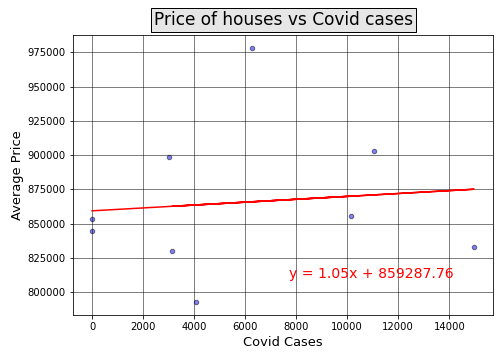 Price of houses vs Covid cases
975000
950000
925000
900000
875000
850000
825000
800000
Average Price
y = 1.05x + 859287.76
0 2000 4000 6000 8000 10000 12000 14000
Covid Cases